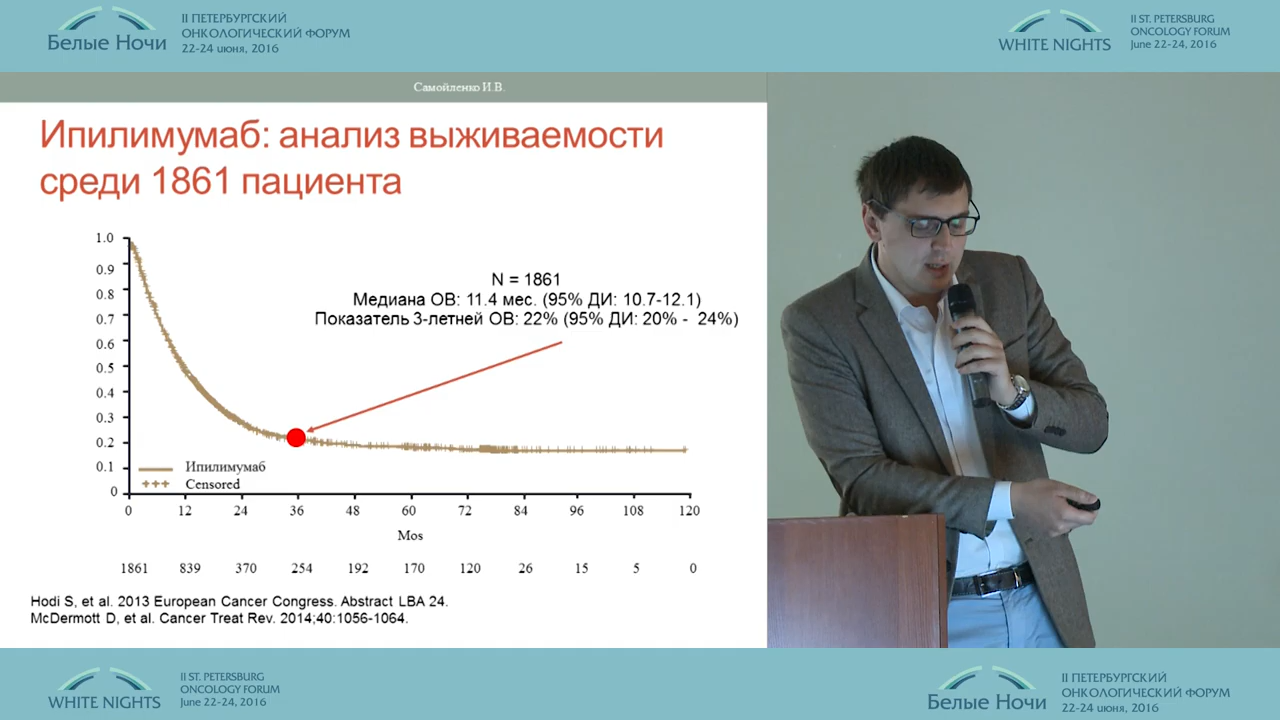 II ПЕТЕРБУРГСКИЙ
ОНКОЛОГИЧЕСКИЙ ФОРУМ
Белые Ночи
22-24 июня, 2016
II ST. PETERSBURG
ONCOLOGY FORUM
WHITE NIGHTS
June 22-24, 2016
Самойленко И.В.
Ипилимумаб: анализ выживаемости
среди 1861 пациента
N = 1861
Медиана ОВ: 11.4 мес. (95% ДИ: 10.7-12.1)
Показатель 3-летней ОВ: 22% (95% ДИ: 20% - 24%)
1.0
0.9
0.8
0.7
0.6
0.5
0.4
0.3
0.2
0.1
0
Ипилимумаб
Censored
0 12 24 36 48 60 72 84 96 108 120
Mos
1861 839 370 254 192 170 120 26 15 5 0
Hodi S, et al. 2013 European Cancer Congress. Abstract LBA 24.
McDermott D, et al. Cancer Treat Rev. 2014;40:1056-1064.
II ST. PETERSBURG
ONCOLOGY FORUM
WHITE NIGHTS
June 22-24, 2016
II ПЕТЕРБУРГСКИЙ
ОНКОЛОГИЧЕСКИЙ ФОРУМ
Белые Ночи
22-24 июня, 2016